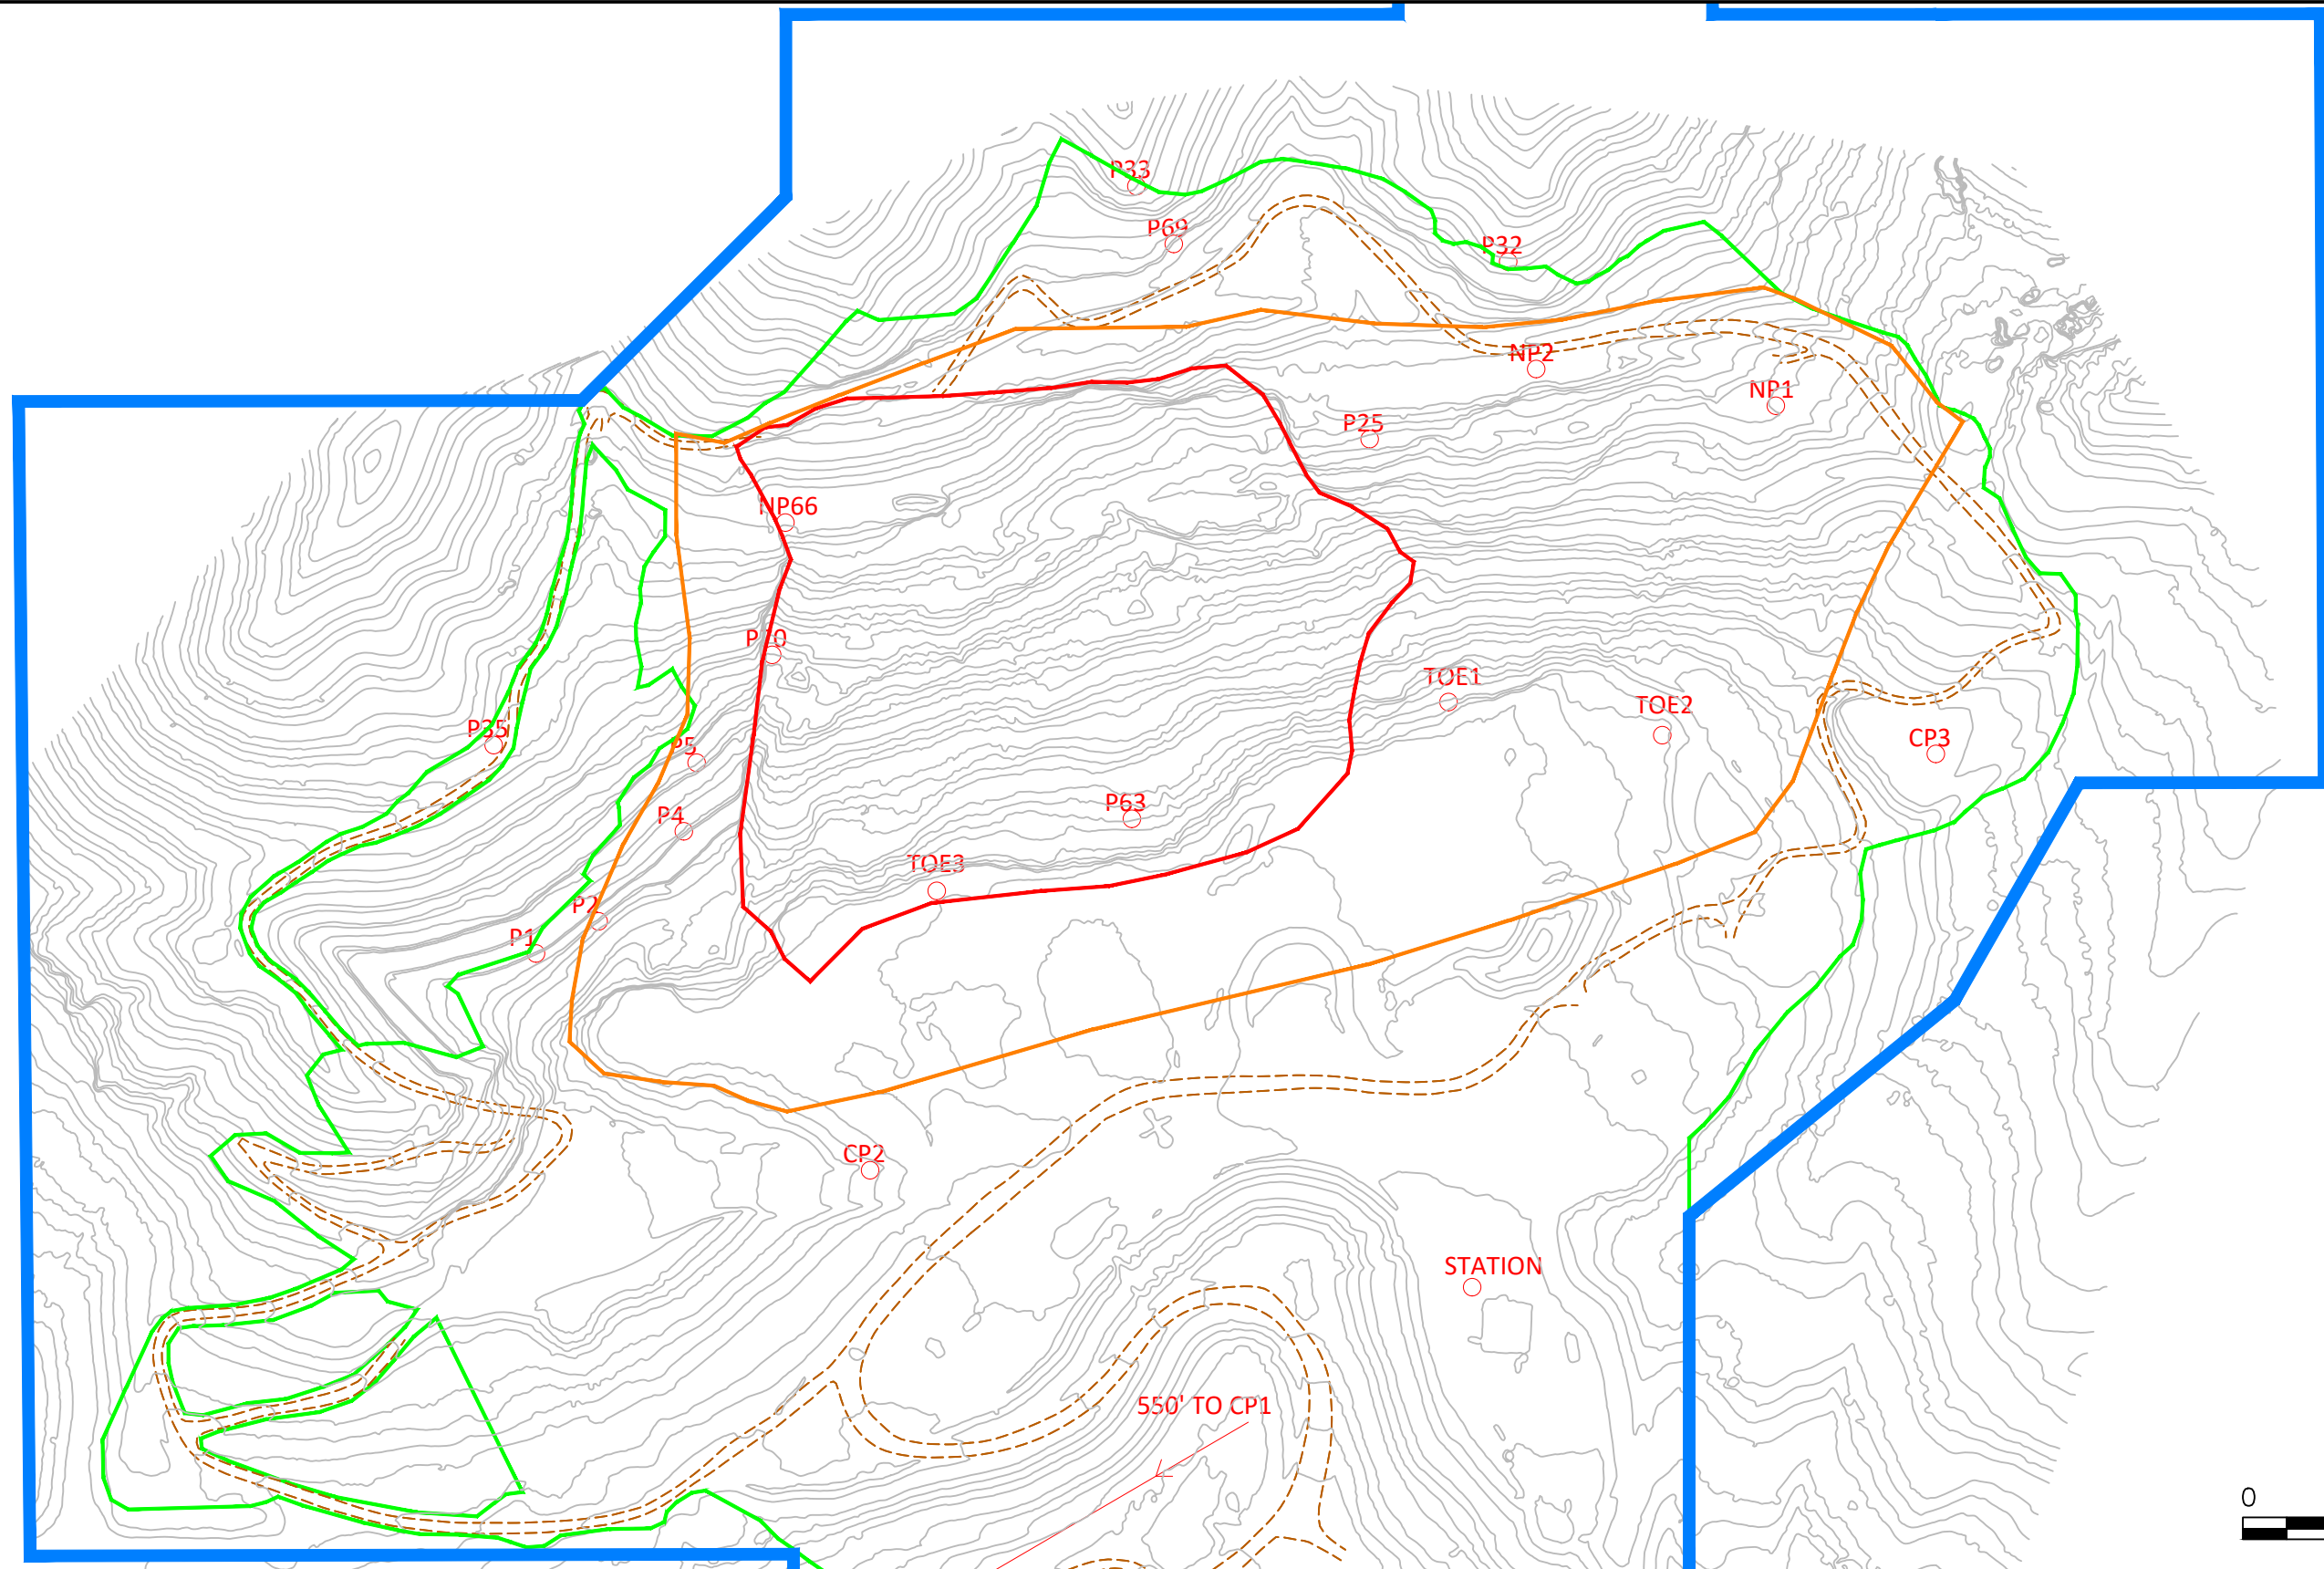 P33
P69
P32
NP2
NP1
P25
NP66
P70
TOE1
TOE2
P35
CP3
P5
P63
P4
TOE3
P2
P1
CP2
STATION
550' TO CP1
0